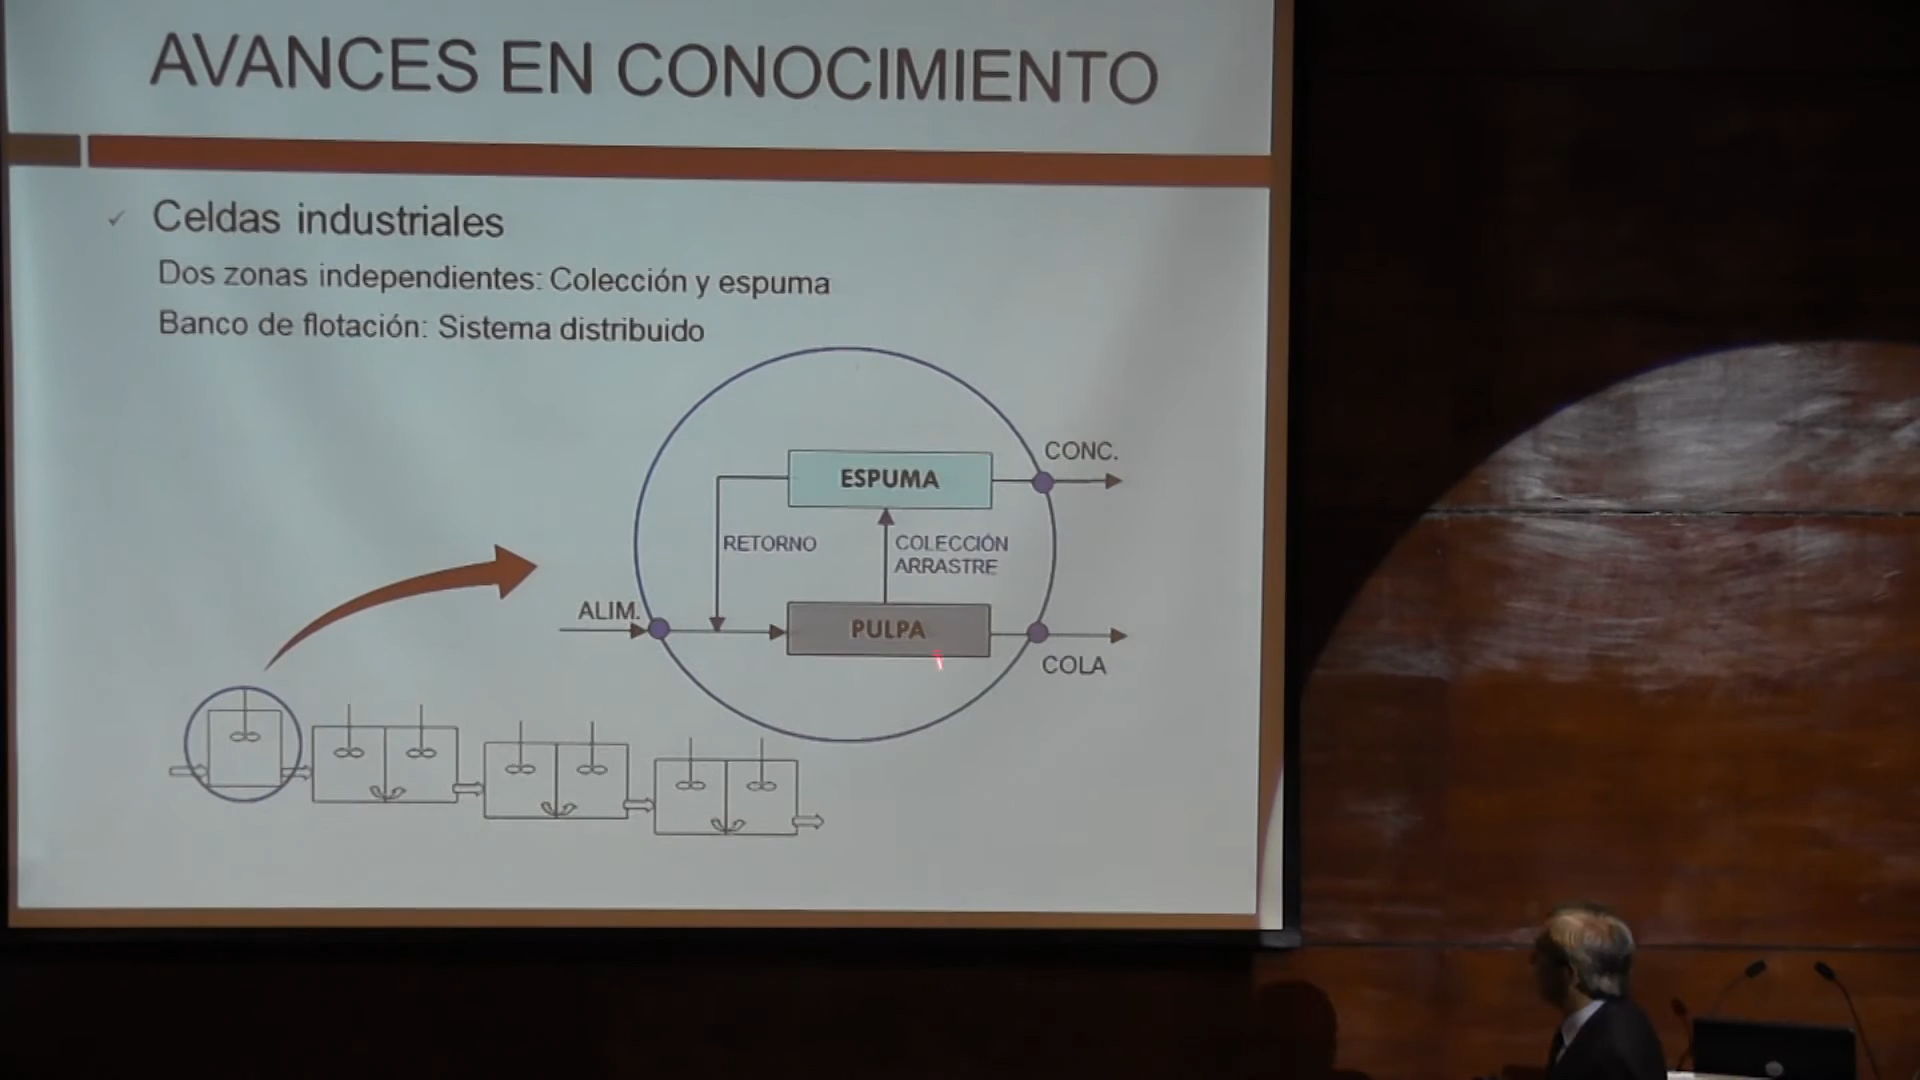 AVANCES EN CONOCIMIENTO
✓ Celdas industriales
Dos zonas independientes: Colección y espuma
Banco de flotación: Sistema distribuido
CONC.
ESPUMA
RETORNO
COLECCIÓN
ARRASTRE
ALIM.
PULPA
COLA